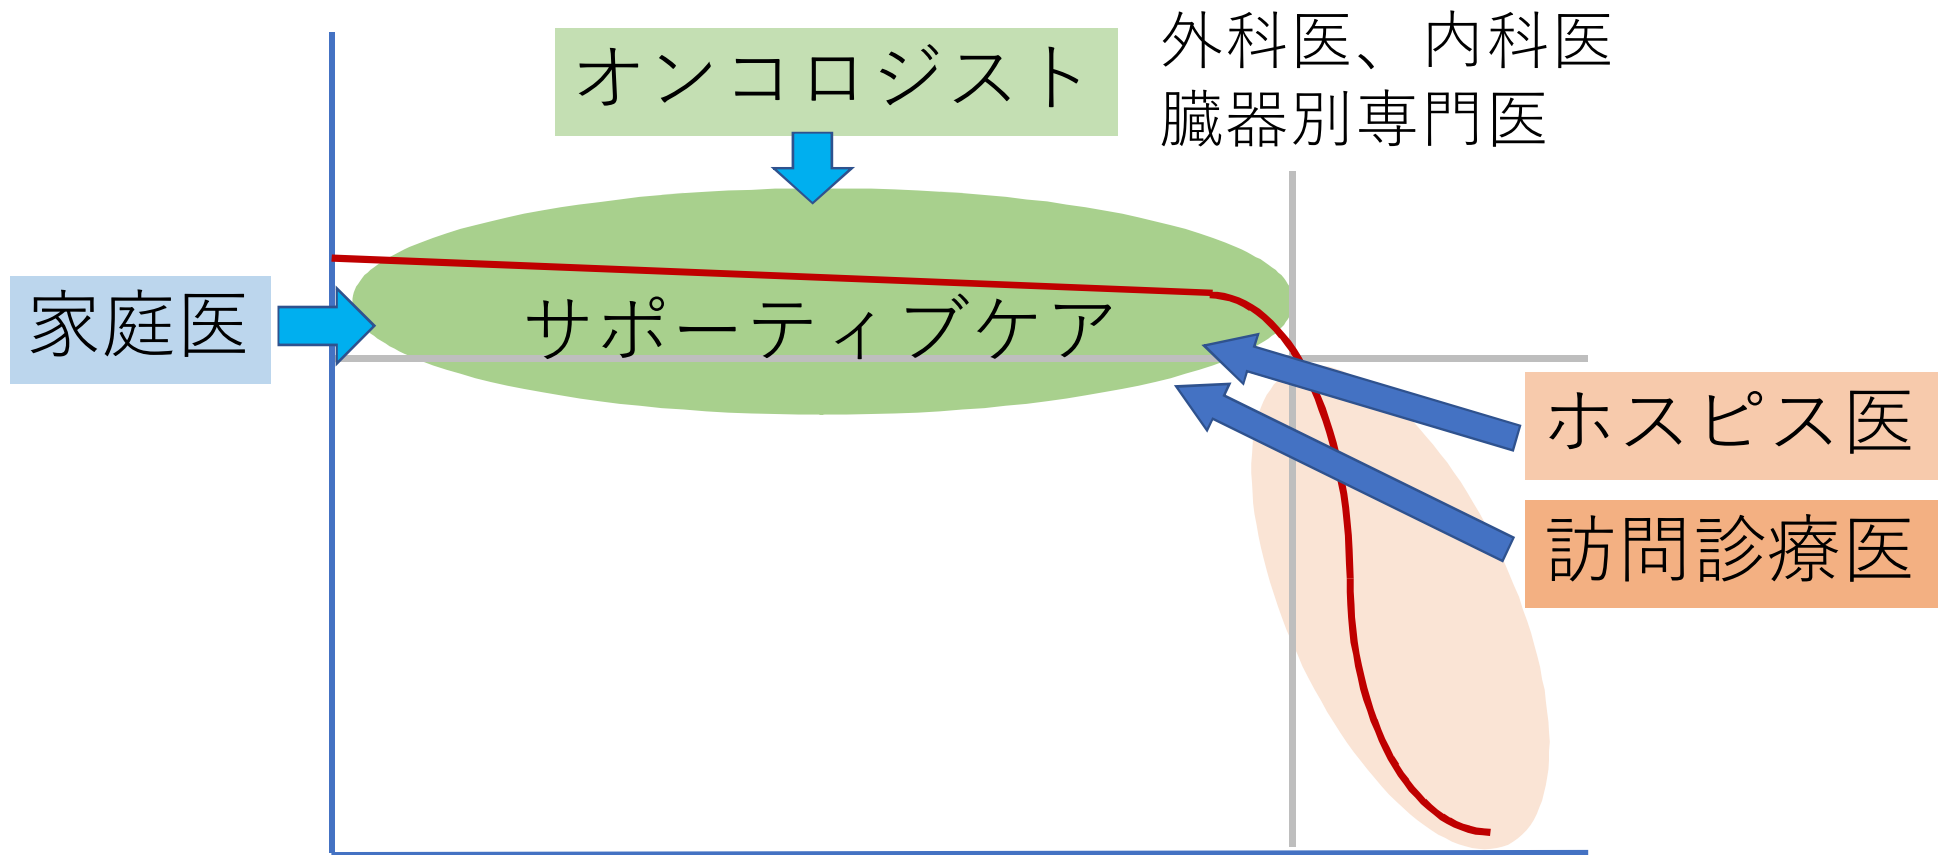 オンコロジスト
外科医、内科医
臓器別専門医
家庭医
サポーティブケア
ホスピス医
訪問診療医